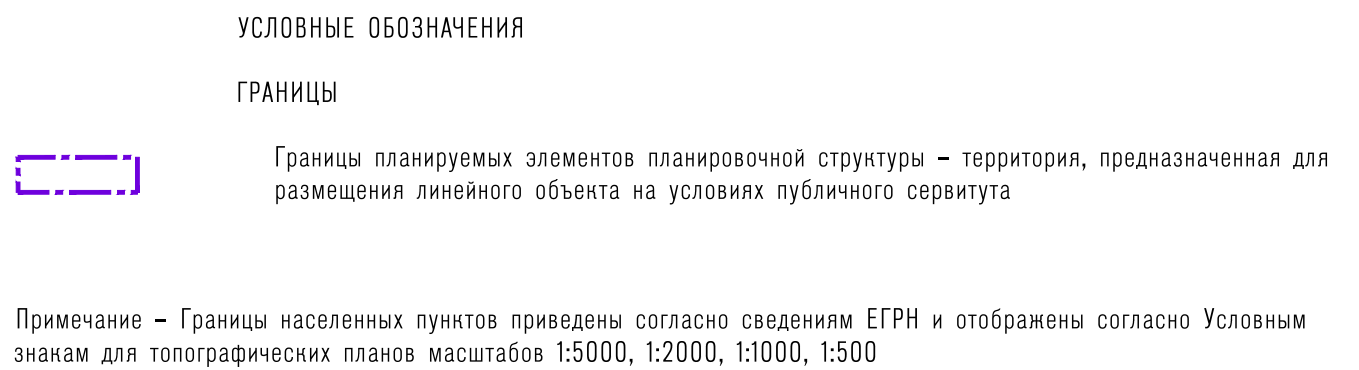 УСЛОВНЫЕ ОБОЗНАЧЕНИЯ
ГРАНИЦЫ
Границы планируемых элементов планировочной структуры – территория, предназначенная для
размещения линейного объекта на условиях публичного сервитута
Примечание – Границы населенных пунктов приведены согласно сведениям ЕГРН и отображены согласно Условным
знакам для топографических планов масштабов 1:5000, 1:2000, 1:1000, 1:500